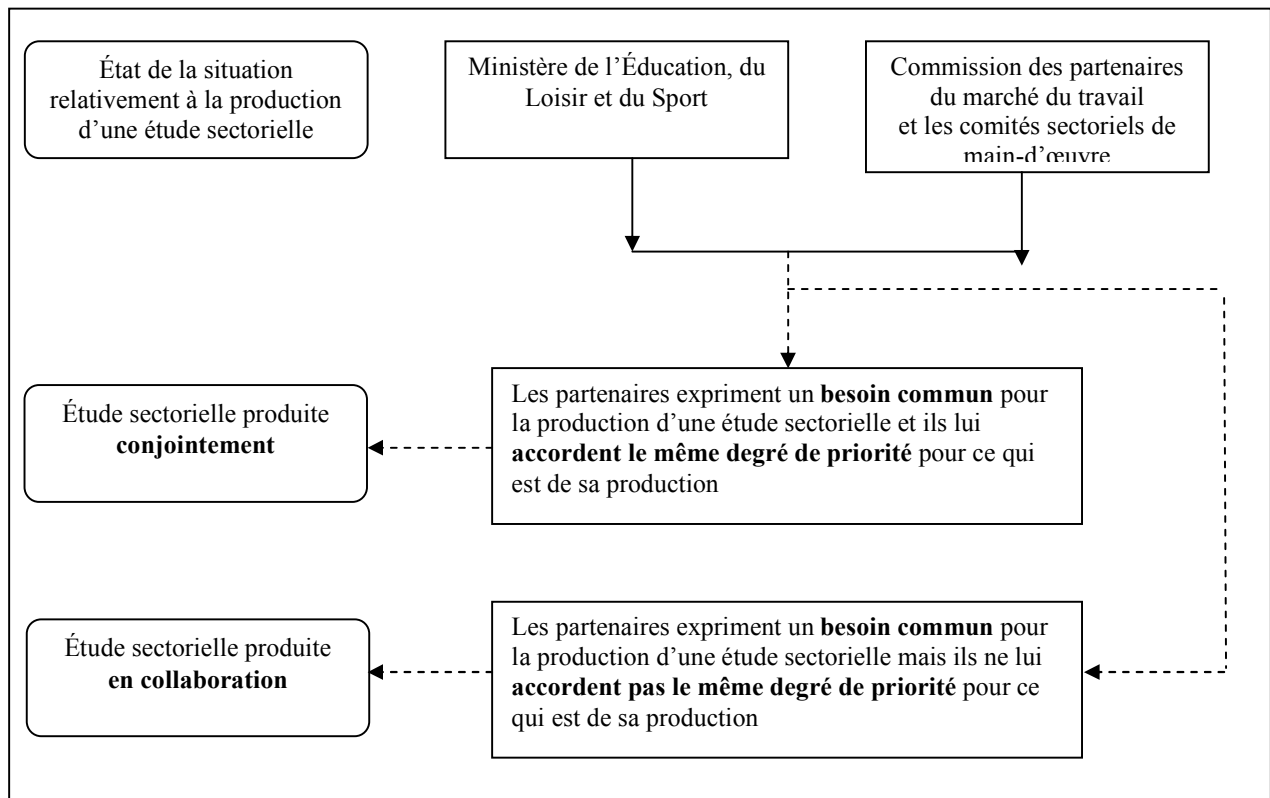 État de la situation
relativement à la production
d’une étude sectorielle
Ministère de l’Éducation, du
Loisir et du Sport
Commission des partenaires
du marché du travail
et les comités sectoriels de
main-d’œuvre
Étude sectorielle produite
conjointement
Les partenaires expriment un besoin commun pour
la production d’une étude sectorielle et ils lui
accordent le même degré de priorité pour ce qui
est de sa production
Étude sectorielle produite
en collaboration
Les partenaires expriment un besoin commun pour
la production d’une étude sectorielle mais ils ne lui
accordent pas le même degré de priorité pour ce
qui est de sa production